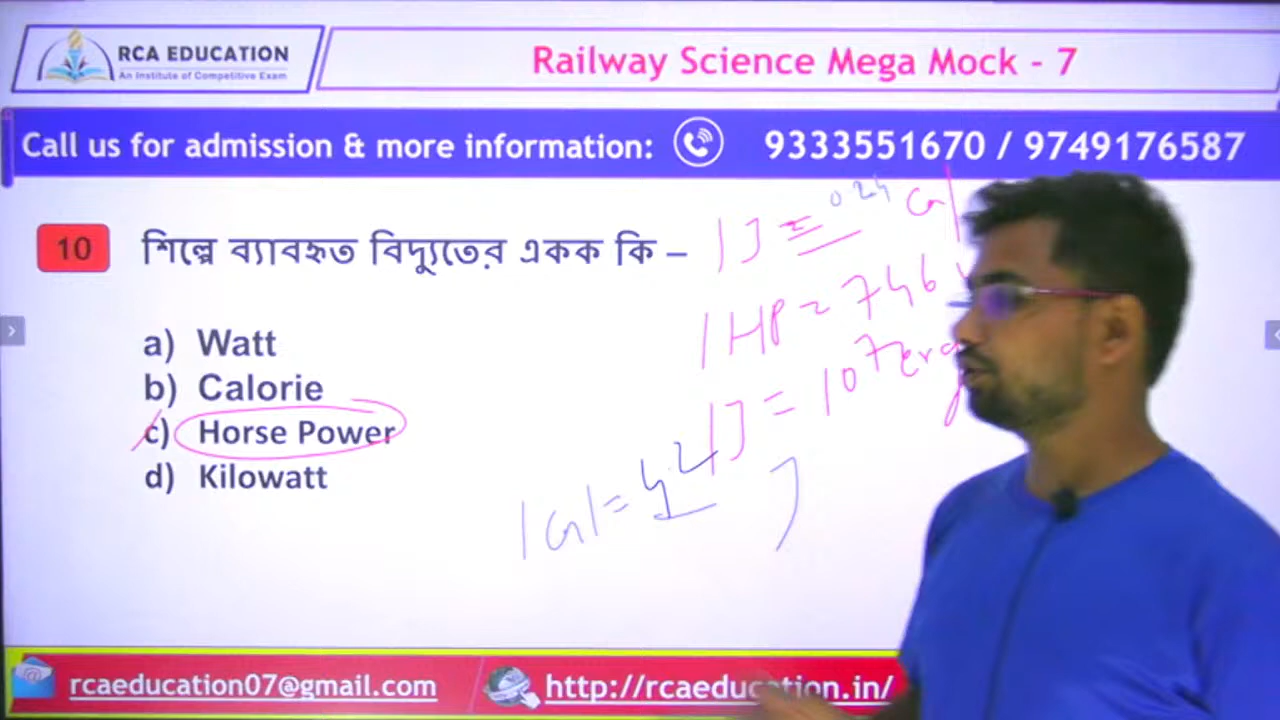 RCA EDUCATION
An Institute of Competitive Exam
Railway Science Mega Mock - 7
Call us for admission & more information: 9333551670 / 9749176587
10 শিল্পে ব্যাবহৃত বিদ্যুতের একক কি –
a) Watt
b) Calorie
c) Horse Power
d) Kilowatt
1J = 0.24 Cal
1HP = 746
1J = 10⁷ erg
1Cal = 4.2 J
rcaeducation07@gmail.com
http://rcaeducation.in/